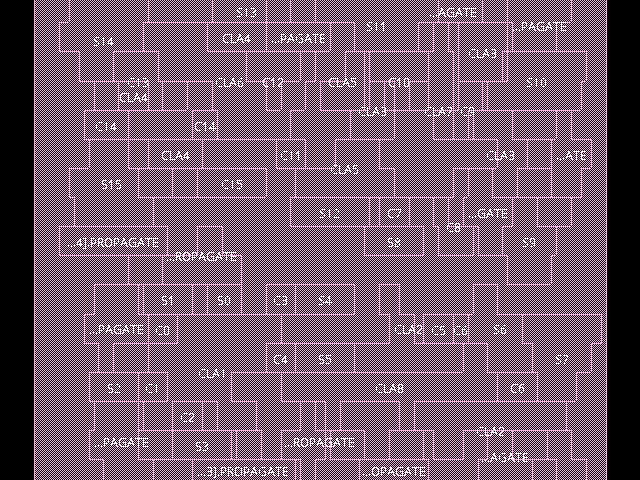 S12
..AGATE
S11
..PAGATE
S14
CLA4
..PAGATE
CLA3
C13
CLA4
CLA6
C12
CLA5
C10
S10
CLA3
CLA7
C9
C14
C14
CLA4
C11
CLA3
..ATE
CLA5
S15
C15
S12
C7
..GATE
C8
...4].PROPAGATE
S8
S9
..ROPAGATE
S1
S0
C3
S4
..PAGATE
C0
CLA2
C5
C6
S6
C4
S5
S7
CLA1
S2
C1
CLA8
C6
C2
..PAGATE
S3
..ROPAGATE
CLA2
..AGATE
...3].PROPAGATE
..OPAGATE